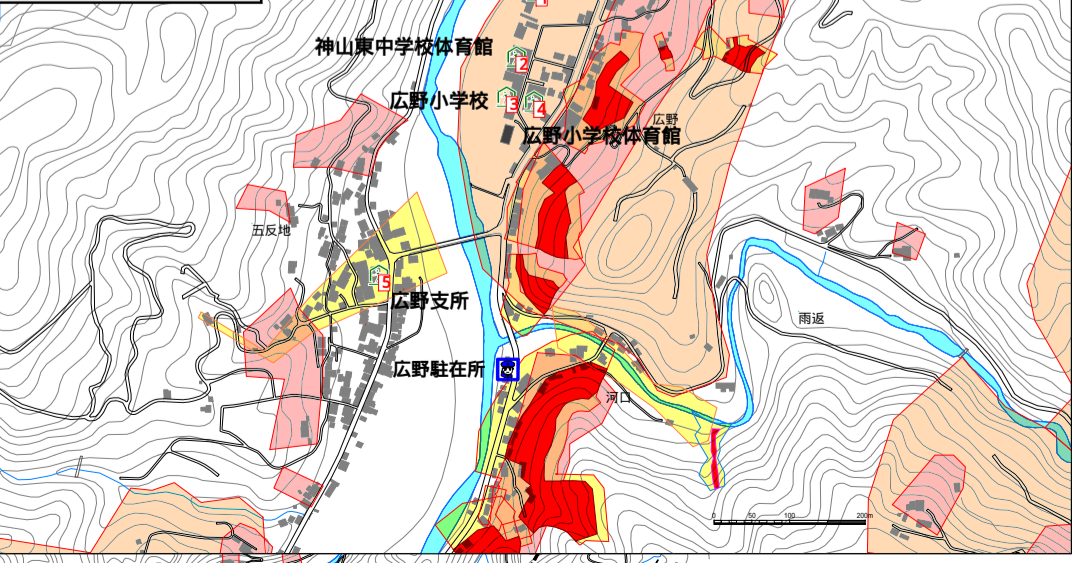 1
神山東中学校体育館
2
広野小学校
3
4
広野
広野小学校体育館
五反地
5
広野支所
雨返
広野駐在所
河口
0 50 100 200m